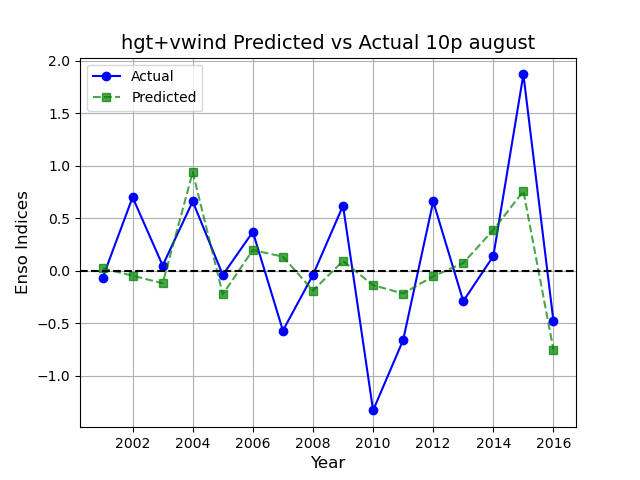 hgt+vwind Predicted vs Actual 10p august
Actual
Predicted
2.0
1.5
1.0
0.5
0.0
−0.5
−1.0
Enso Indices
2002 2004 2006 2008 2010 2012 2014 2016
Year